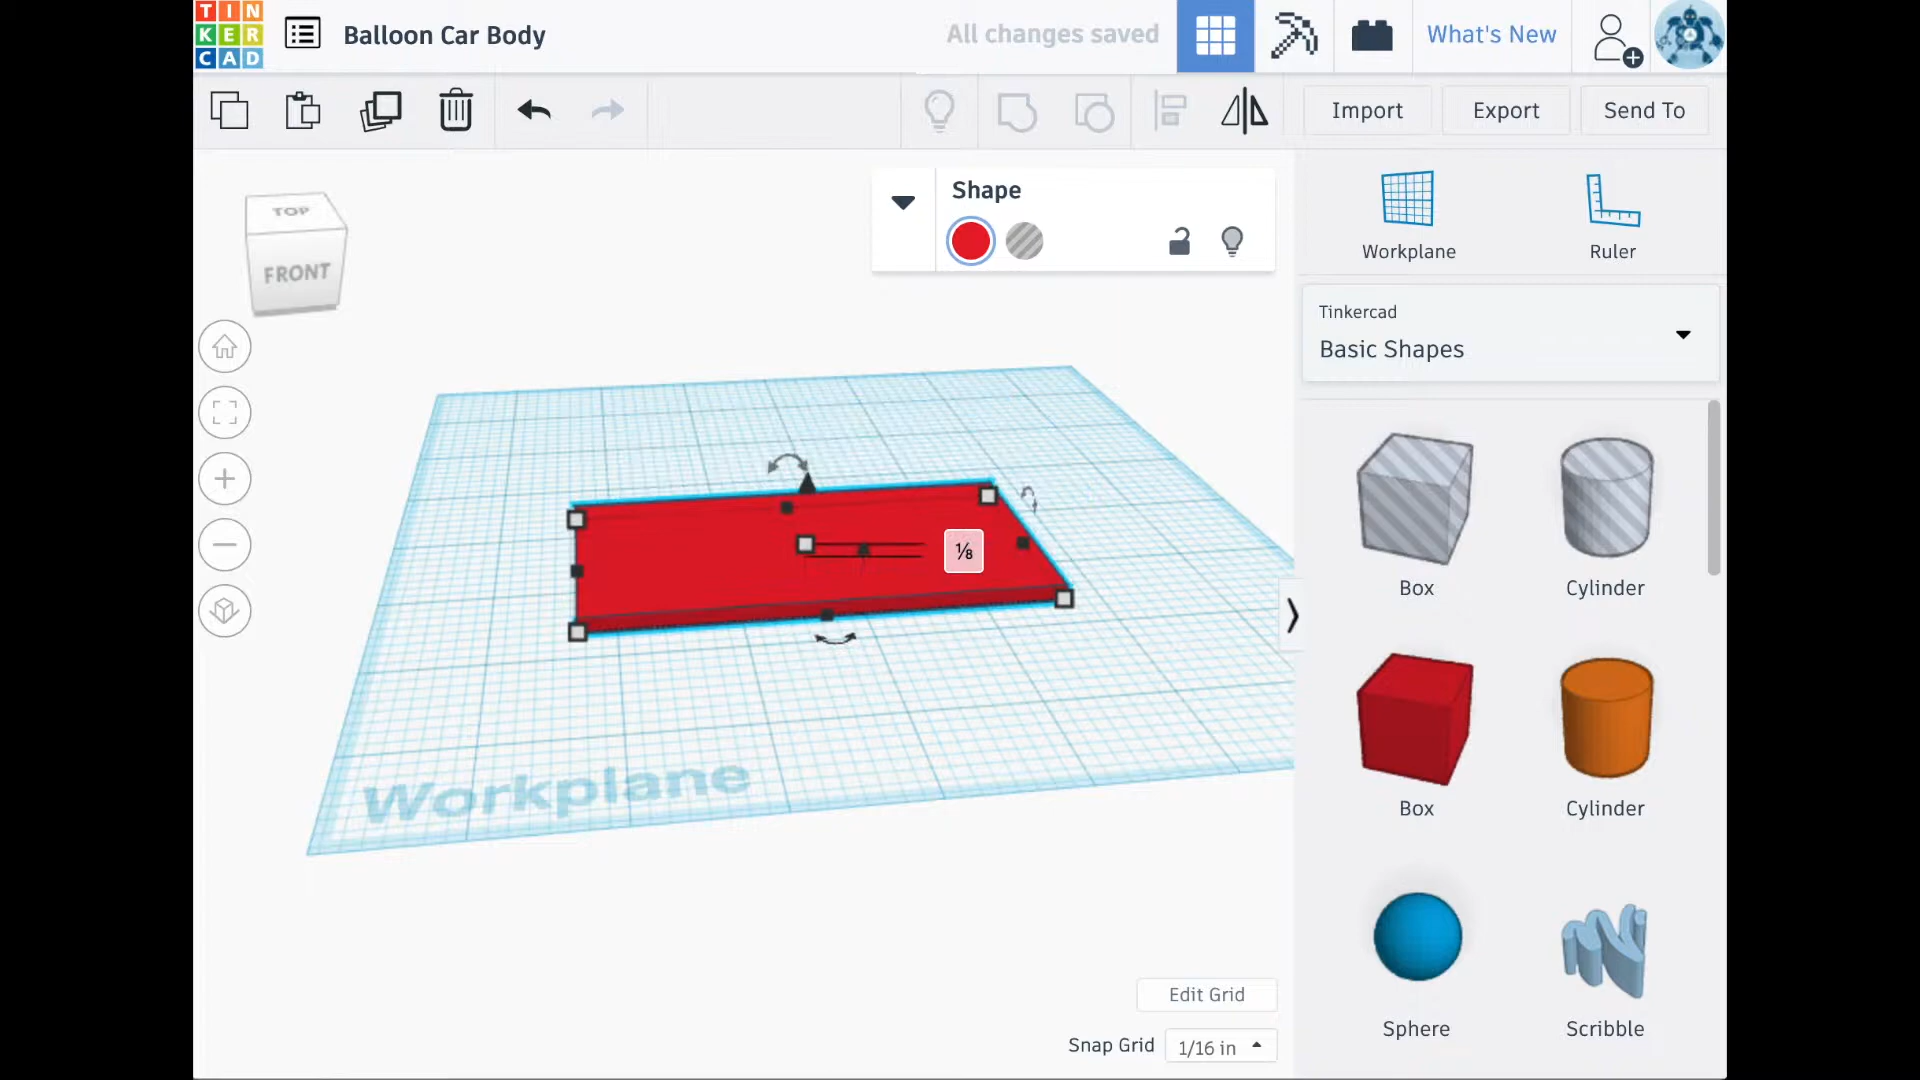 TIN
KER
CAD
Balloon Car Body
All changes saved
What's New
Import
Export
Send To
Shape
TOP
FRONT
Workplane
Ruler
Tinkercad
Basic Shapes
1/8
Box
Cylinder
Box
Cylinder
Workplane
Sphere
Scribble
Edit Grid
Snap Grid
1/16 in